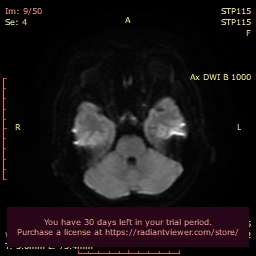 Im: 9/50
Se: 4
A
STP115
STP115
F
Ax DWI B 1000
R
L
You have 30 days left in your trial period.
Purchase a license at https://radiantviewer.com/store/